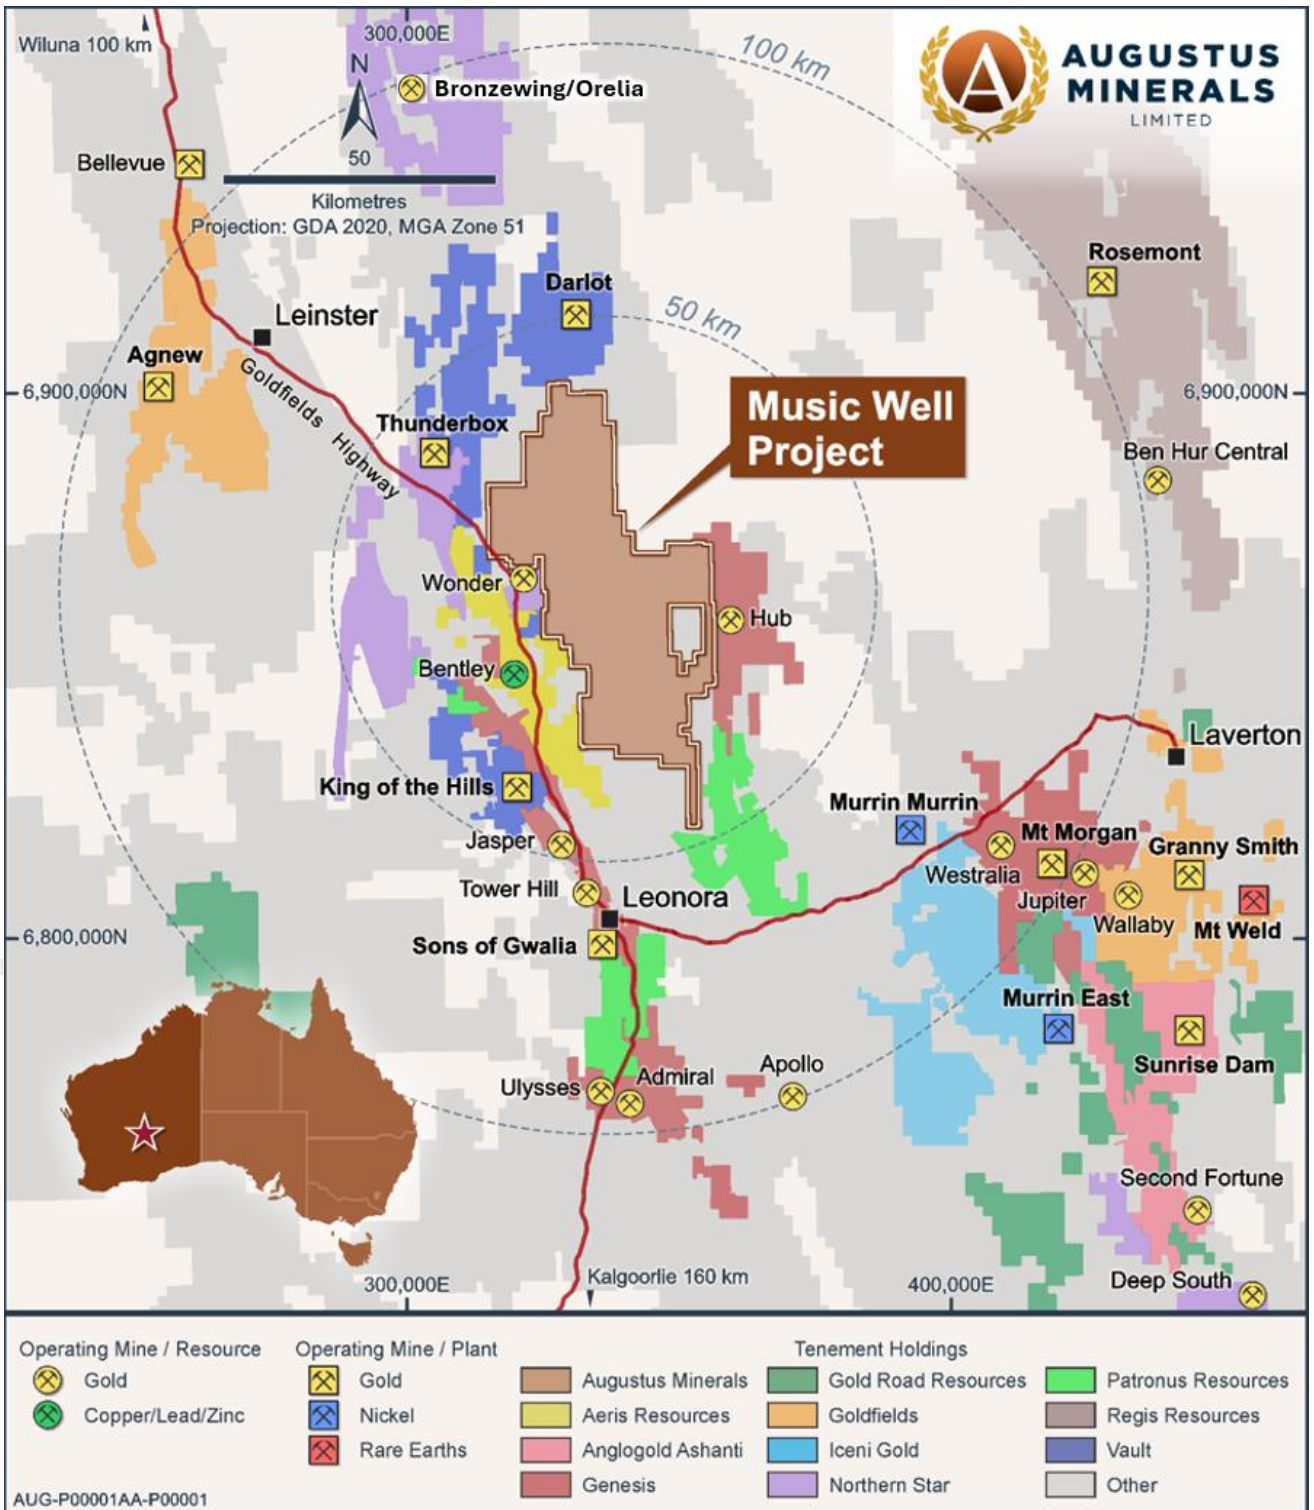 Wiluna 100 km
300,000E
N
100 km
AUGUSTUS
MINERALS
LIMITED
A
Bronzewing/Orelia
50
Kilometres
Projection: GDA 2020, MGA Zone 51
Bellevue
Rosemont
Darlot
50 km
Leinster
Agnew
Goldfields Highway
6,900,000N
6,900,000N
Music Well
Project
Thunderbox
Ben Hur Central
Wonder
Hub
Bentley
Laverton
King of the Hills
Murrin Murrin
Mt Morgan
Jasper
Granny Smith
Westralia
Tower Hill
Leonora
Jupiter
Wallaby
Mt Weld
6,800,000N
Sons of Gwalia
Murrin East
Sunrise Dam
Ulysses
Admiral
Apollo
Second Fortune
300,000E
Kalgoorlie 160 km
400,000E
Deep South
Operating Mine / Resource
Gold
Copper/Lead/Zinc
Operating Mine / Plant
Gold
Nickel
Rare Earths
Tenement Holdings
Augustus Minerals
Aeris Resources
Anglogold Ashanti
Genesis
Gold Road Resources
Goldfields
Iceni Gold
Northern Star
Patronus Resources
Regis Resources
Vault
Other
AUG-P00001AA-P00001